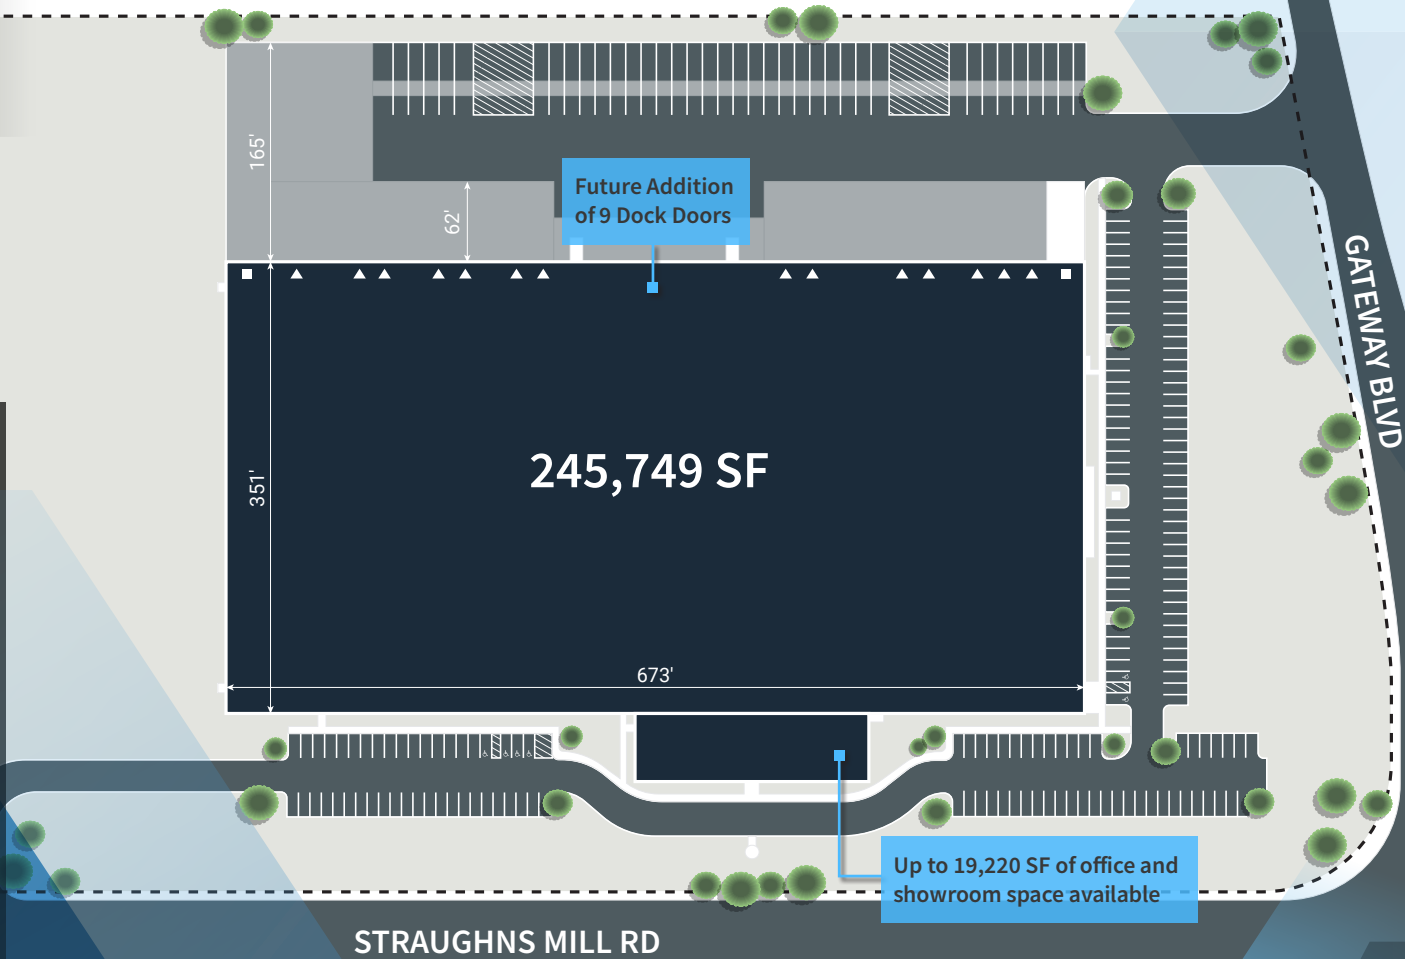 165'
62'
Future Addition
of 9 Dock Doors
GATEWAY BLVD
245,749 SF
351'
673'
Up to 19,220 SF of office and
showroom space available
STRAUGHNS MILL RD